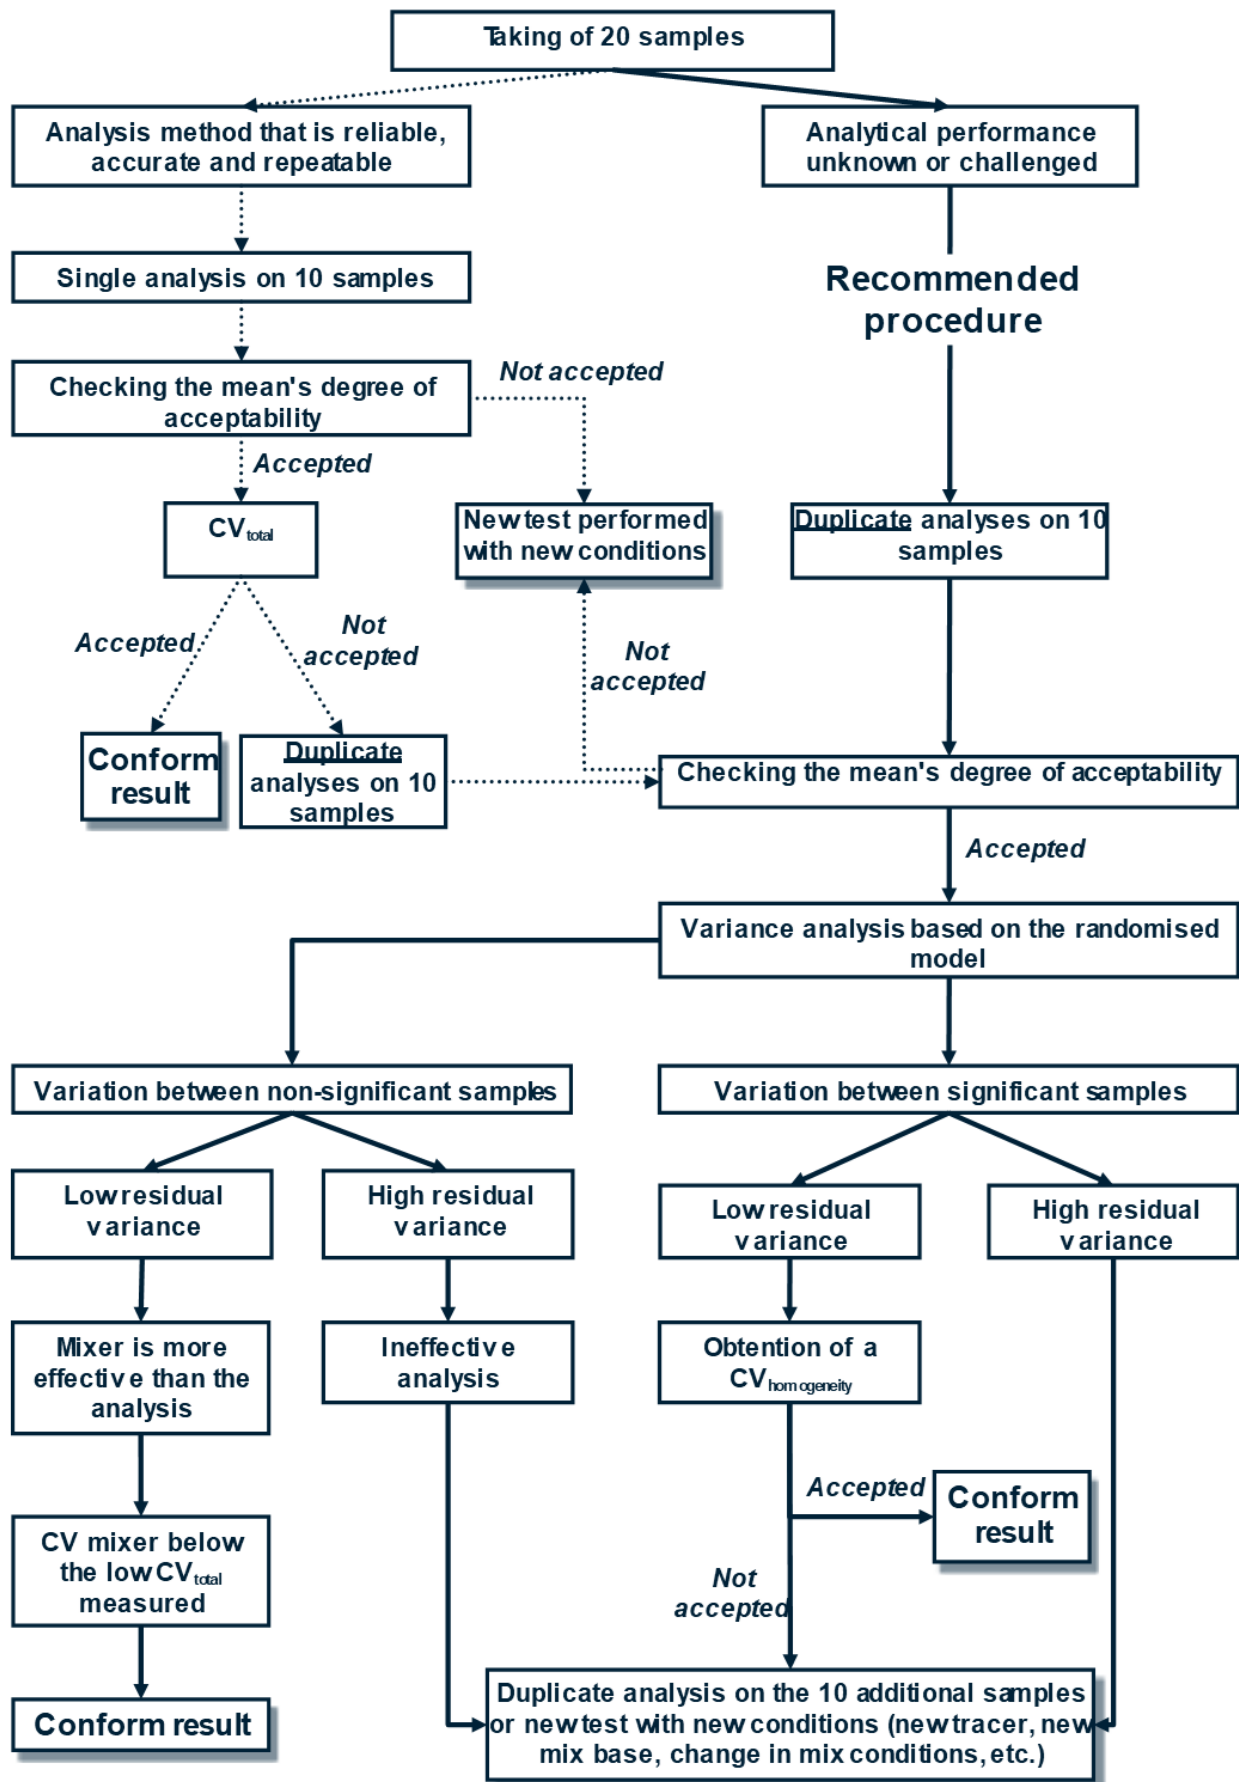 Taking of 20 samples
Analysis method that is reliable,
accurate and repeatable
Analytical performance
unknown or challenged
Single analysis on 10 samples
Recommended
procedure
Checking the mean's degree of
acceptability
Not accepted
Accepted
CVtotal
New test performed
with new conditions
Duplicate analyses on 10
samples
Accepted
Not
accepted
Not
accepted
Conform
result
Duplicate
analyses on 10
samples
Checking the mean's degree of acceptability
Accepted
Variance analysis based on the randomised
model
Variation between non-significant samples
Variation between significant samples
Low residual
variance
High residual
variance
Low residual
variance
High residual
variance
Mixer is more
effective than the
analysis
Ineffective
analysis
Obtention of a
CVhomogeneity
Accepted
Conform
result
CV mixer below
the low CVtotal
measured
Not
accepted
Conform result
Duplicate analysis on the 10 additional samples
or new test with new conditions (new tracer, new
mix base, change in mix conditions, etc.)